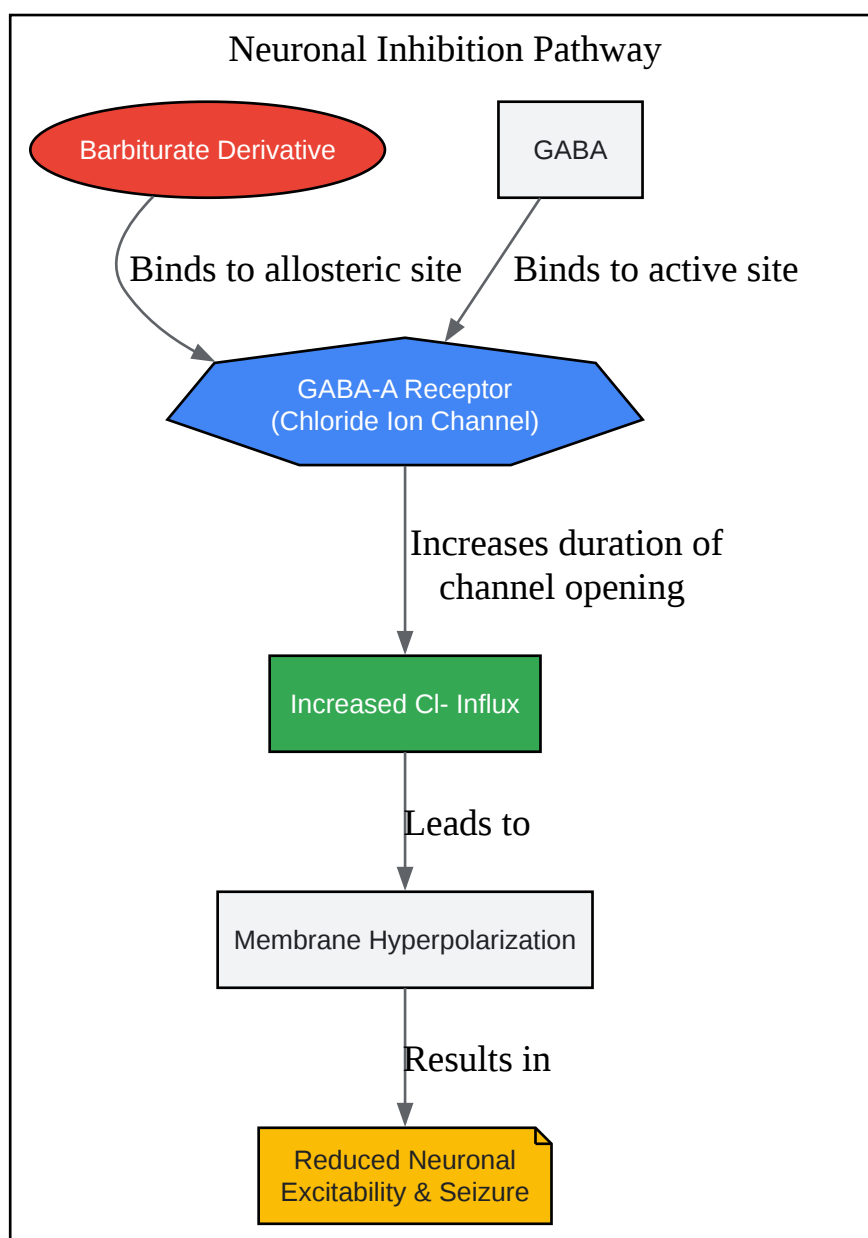 Neuronal Inhibition Pathway
Barbiturate Derivative
GABA
Binds to allosteric site
Binds to active site
GABA-A Receptor
(Chloride Ion Channel)
Increases duration of
channel opening
Increased Cl- Influx
Leads to
Membrane Hyperpolarization
Results in
Reduced Neuronal
Excitability & Seizure